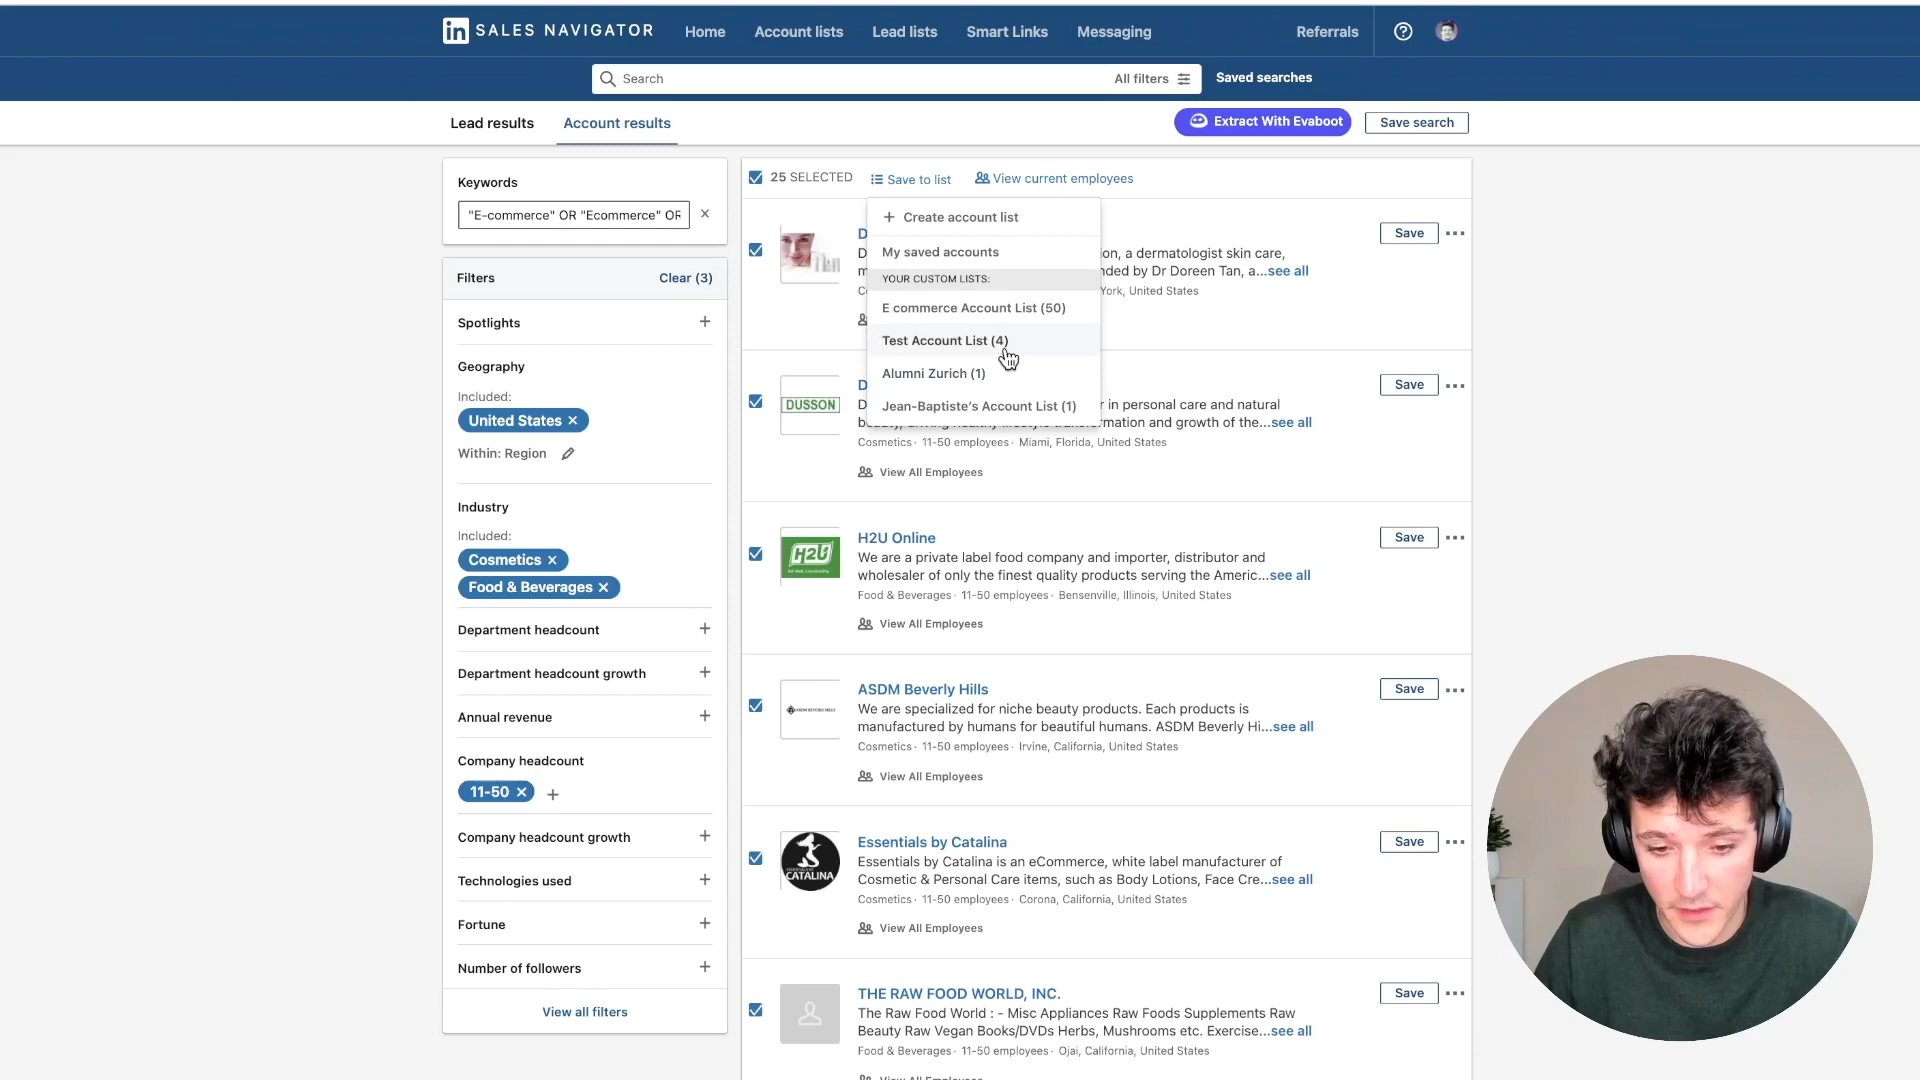 in SALES NAVIGATOR Home Account lists Lead lists Smart Links Messaging Referrals
Search All filters Saved searches
Lead results Account results Extract With Evaboot Save search
Keywords
"E-commerce" OR "Ecommerce" OR
Filters Clear (3)
Spotlights
Geography
Included:
United States
Within: Region
Industry
Included:
Cosmetics
Food & Beverages
Department headcount
Department headcount growth
Annual revenue
Company headcount
11-50
Company headcount growth
Technologies used
Fortune
Number of followers
View all filters
25 SELECTED Save to list View current employees
Create account list
My saved accounts
YOUR CUSTOM LISTS:
E commerce Account List (50)
Test Account List (4)
Alumni Zurich (1)
Jean-Baptiste's Account List (1)
Save
a dermatologist skin care,
by Dr Doreen Tan, a...see all
United States
DUSSON
Save
in personal care and natural
and growth of the...see all
Cosmetics · 11-50 employees · Miami, Florida, United States
View All Employees
H2U
H2U Online
Save
We are a private label food company and importer, distributor and
wholesaler of only the finest quality products serving the Americ...see all
Food & Beverages · 11-50 employees · Bensenville, Illinois, United States
View All Employees
ASDM BEVERLY HILLS
ASDM Beverly Hills
Save
We are specialized for niche beauty products. Each products is
manufactured by humans for beautiful humans. ASDM Beverly Hi...see all
Cosmetics · 11-50 employees · Irvine, California, United States
View All Employees
CATALINA
Essentials by Catalina
Save
Essentials by Catalina is an eCommerce, white label manufacturer of
Cosmetic & Personal Care items, such as Body Lotions, Face Cre...see all
Cosmetics · 11-50 employees · Corona, California, United States
View All Employees
THE RAW FOOD WORLD, INC.
Save
The Raw Food World : - Misc Appliances Raw Foods Supplements Raw
Beauty Raw Vegan Books/DVDs Herbs, Mushrooms etc. Exercise...see all
Food & Beverages · 11-50 employees · Ojai, California, United States